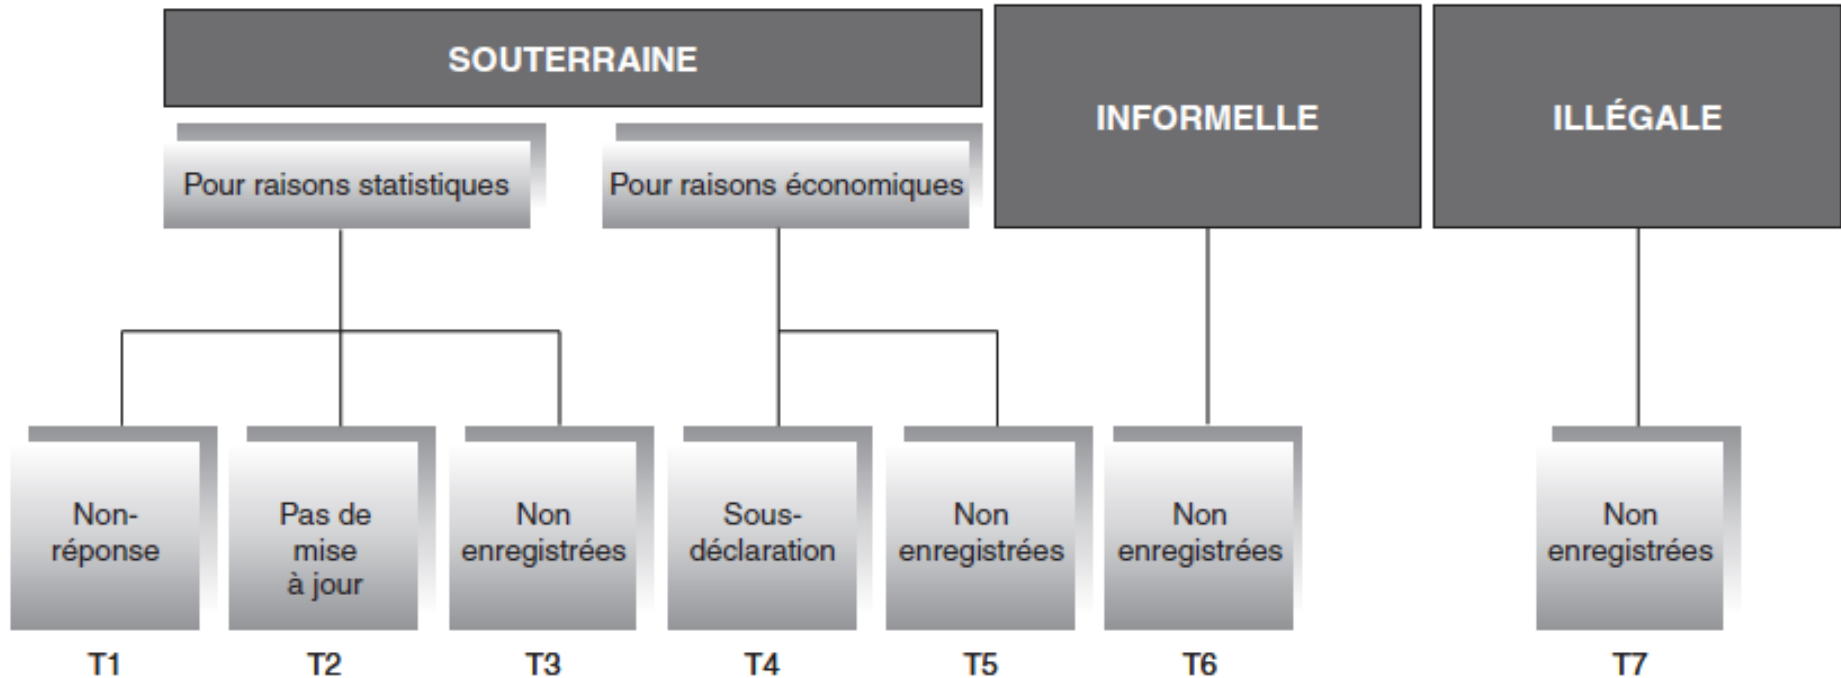 SOUTERRAINE
INFORMELLE
ILLÉGALE
Pour raisons statistiques
Pour raisons économiques
Non-
réponse
Pas de
mise
à jour
Non
enregistrées
Sous-
déclaration
Non
enregistrées
Non
enregistrées
Non
enregistrées
T1
T2
T3
T4
T5
T6
T7